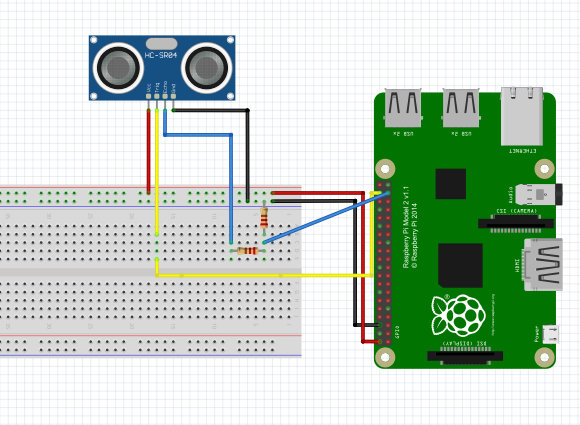 HC-SR04
Vcc
Trig
Echo
Gnd
USB 2x
USB 2x
ETHERNET
Audio
CSI (CAMERA)
HDMI
Raspberry Pi Model 2 v1.1
© Raspberry Pi 2014
GPIO
DSI (DISPLAY)
Power